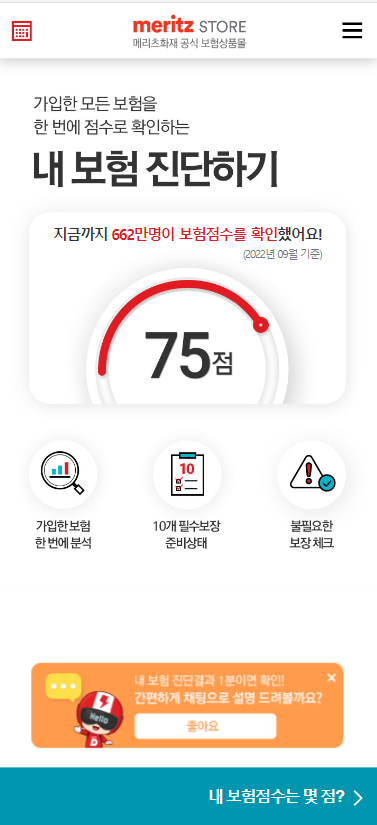 meritz STORE
메리츠화재 공식 보험상품몰
가입한 모든 보험을
한 번에 점수로 확인하는
내 보험 진단하기
지금까지 662만명이 보험점수를 확인했어요!
(2022년 09월 기준)
75점
10
가입한 보험
한 번에 분석
10개 필수보장
준비상태
불필요한
보장 체크
내 보험 진단결과 1분이면 확인!
간편하게 채팅으로 설명 드려볼까요?
Hello
D
좋아요
내 보험점수는 몇 점?